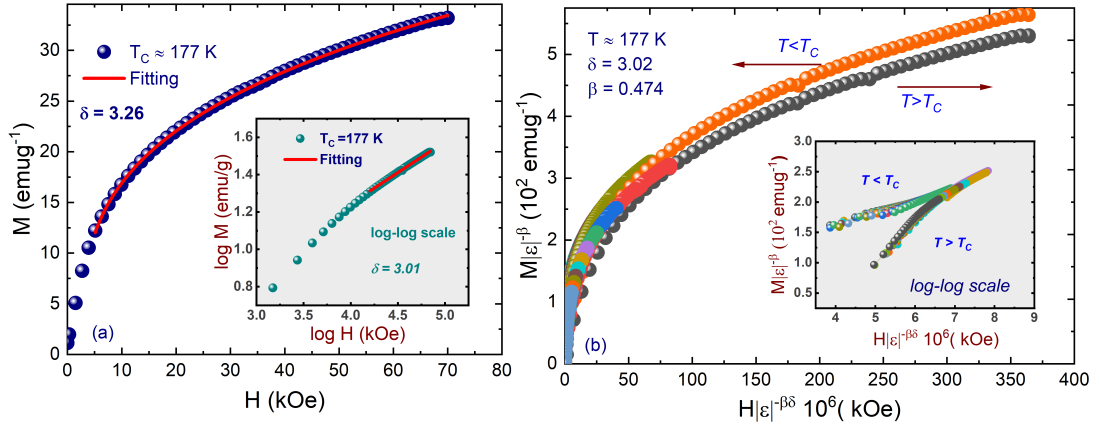 T_C ≈ 177 K
Fitting
δ = 3.26
M (emug⁻¹)
35
30
25
20
15
10
5
0
0 10 20 30 40 50 60 70 80
H (kOe)
(a)
T_C =177 K
Fitting
log-log scale
δ = 3.01
log M (emu/g)
1.6
1.4
1.2
1.0
0.8
3.0 3.5 4.0 4.5 5.0
log H (kOe)
T ≈ 177 K
δ = 3.02
β = 0.474
T<T_C
T>T_C
M|ε|^-β (10² emug⁻¹)
5
4
3
2
1
0
0 50 100 150 200 250 300 350 400
H|ε|^-βδ 10⁶( kOe)
(b)
T < T_C
T > T_C
log-log scale
M|ε|^-β (10² emug⁻¹)
3.0
2.5
2.0
1.5
1.0
4 5 6 7 8 9
H|ε|^-βδ 10⁶( kOe)